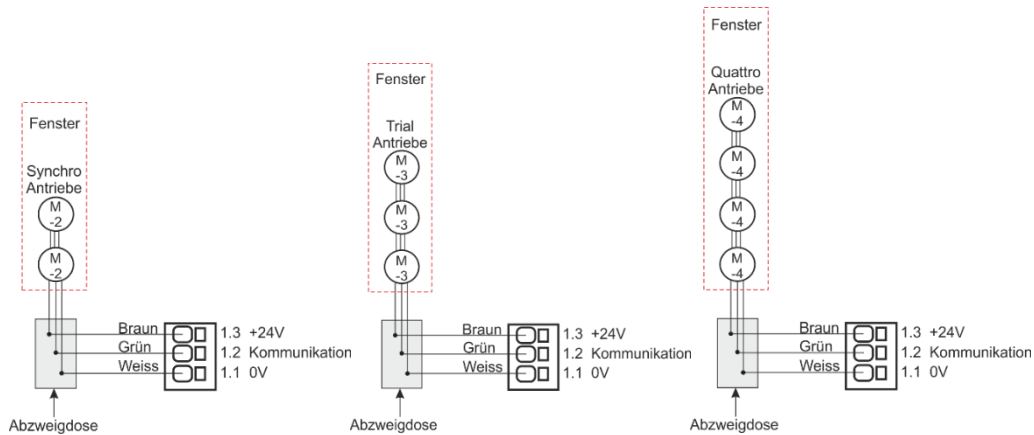 Fenster
Synchro
Antriebe
M
-2
M
-2
Braun
1.3 +24V
Grün
1.2 Kommunikation
Weiss
1.1 0V
Abzweigdose
Fenster
Trial
Antriebe
M
-3
M
-3
M
-3
Braun
1.3 +24V
Grün
1.2 Kommunikation
Weiss
1.1 0V
Abzweigdose
Fenster
Quattro
Antriebe
M
-4
M
-4
M
-4
M
-4
Braun
1.3 +24V
Grün
1.2 Kommunikation
Weiss
1.1 0V
Abzweigdose